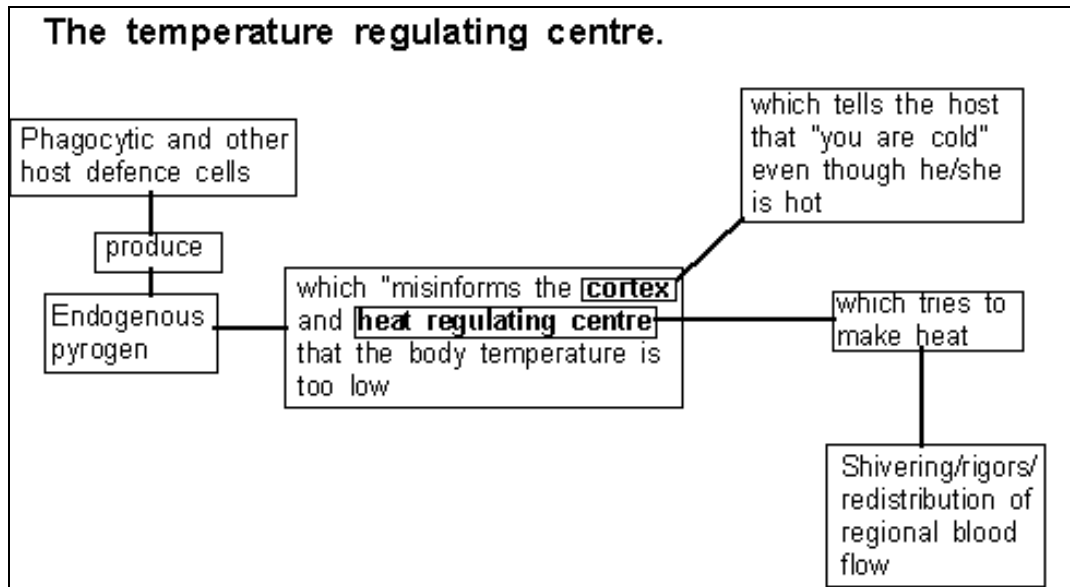 The temperature regulating centre.
Phagocytic and other
host defence cells
produce
Endogenous
pyrogen
which "misinforms the cortex
and heat regulating centre
that the body temperature is
too low
which tells the host
that "you are cold"
even though he/she
is hot
which tries to
make heat
Shivering/rigors/
redistribution of
regional blood
flow